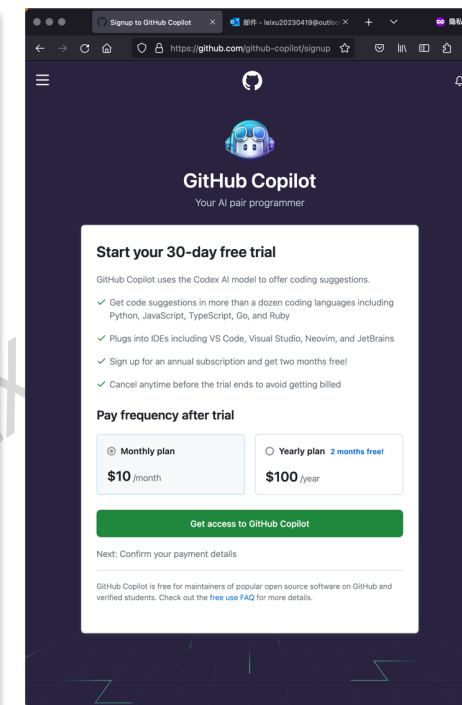 Signup to GitHub Copilot
邮件 - leixu20230419@outloo
隐私
https://github.com/github-copilot/signup
GitHub Copilot
Your AI pair programmer
Start your 30-day free trial
GitHub Copilot uses the Codex AI model to offer coding suggestions.
Get code suggestions in more than a dozen coding languages including
Python, JavaScript, TypeScript, Go, and Ruby
Plugs into IDEs including VS Code, Visual Studio, Neovim, and JetBrains
Sign up for an annual subscription and get two months free!
Cancel anytime before the trial ends to avoid getting billed
Pay frequency after trial
Monthly plan
$10 /month
Yearly plan 2 months free!
$100 /year
Get access to GitHub Copilot
Next: Confirm your payment details
GitHub Copilot is free for maintainers of popular open source software on GitHub and
verified students. Check out the free use FAQ for more details.